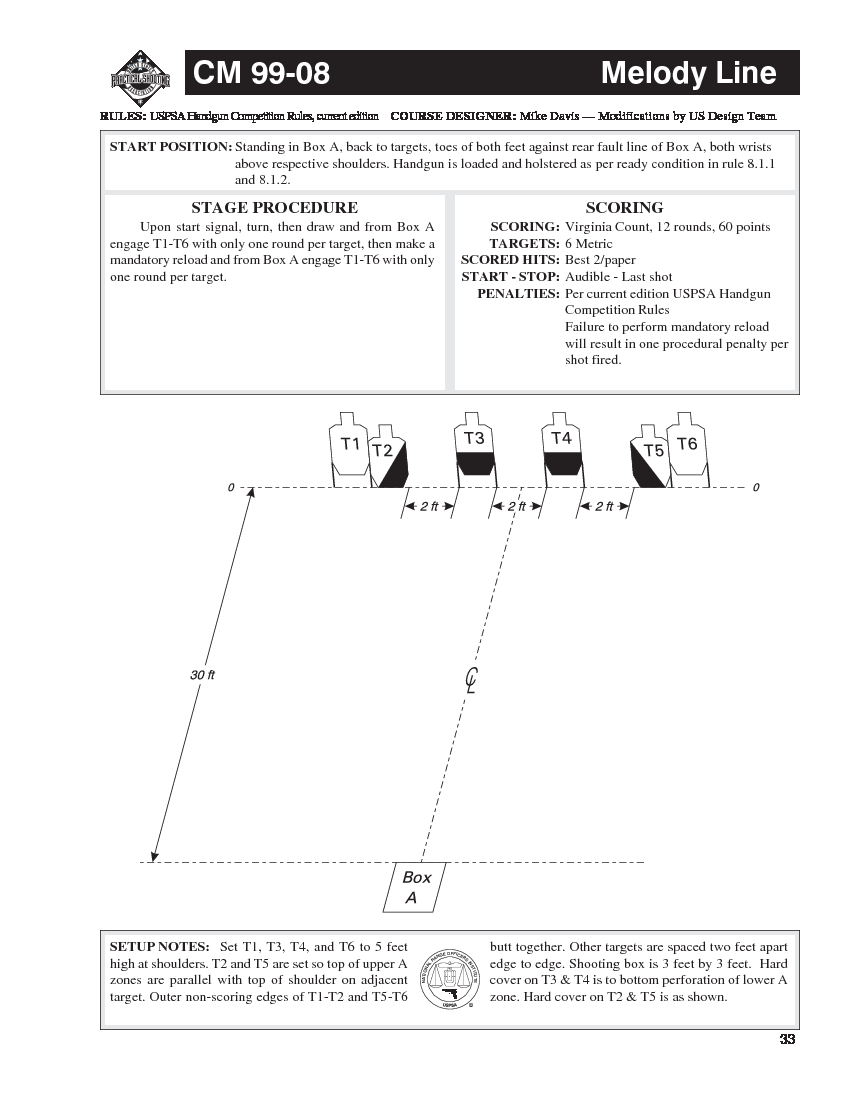 CM 99-08 Melody Line
PRACTICAL SHOOTING
RULES: USPSA Handgun Competition Rules, current edition COURSE DESIGNER: Mike Davis — Modifications by US Design Team
START POSITION: Standing in Box A, back to targets, toes of both feet against rear fault line of Box A, both wrists
above respective shoulders. Handgun is loaded and holstered as per ready condition in rule 8.1.1
and 8.1.2.
STAGE PROCEDURE
Upon start signal, turn, then draw and from Box A
engage T1-T6 with only one round per target, then make a
mandatory reload and from Box A engage T1-T6 with only
one round per target.
SCORING
SCORING: Virginia Count, 12 rounds, 60 points
TARGETS: 6 Metric
SCORED HITS: Best 2/paper
START - STOP: Audible - Last shot
PENALTIES: Per current edition USPSA Handgun
Competition Rules
Failure to perform mandatory reload
will result in one procedural penalty per
shot fired.
T1 T2 T3 T4 T5 T6
0 0
2 ft 2 ft 2 ft
30 ft
CL
Box
A
SETUP NOTES: Set T1, T3, T4, and T6 to 5 feet
high at shoulders. T2 and T5 are set so top of upper A
zones are parallel with top of shoulder on adjacent
target. Outer non-scoring edges of T1-T2 and T5-T6
NATIONAL RANGE OFFICERS INSTITUTE
USPSA
butt together. Other targets are spaced two feet apart
edge to edge. Shooting box is 3 feet by 3 feet. Hard
cover on T3 & T4 is to bottom perforation of lower A
zone. Hard cover on T2 & T5 is as shown.
33